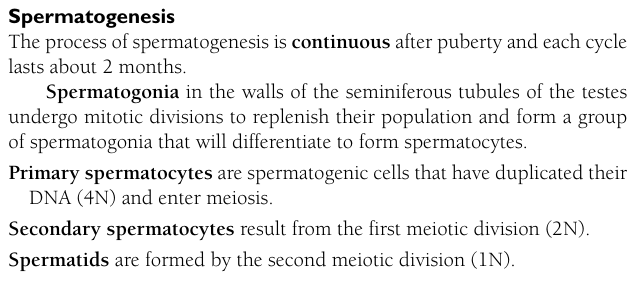 Spermatogenesis
The process of spermatogenesis is continuous after puberty and each cycle
lasts about 2 months.
Spermatogonia in the walls of the seminiferous tubules of the testes
undergo mitotic divisions to replenish their population and form a group
of spermatogonia that will differentiate to form spermatocytes.
Primary spermatocytes are spermatogenic cells that have duplicated their
DNA (4N) and enter meiosis.
Secondary spermatocytes result from the first meiotic division (2N).
Spermatids are formed by the second meiotic division (1N).